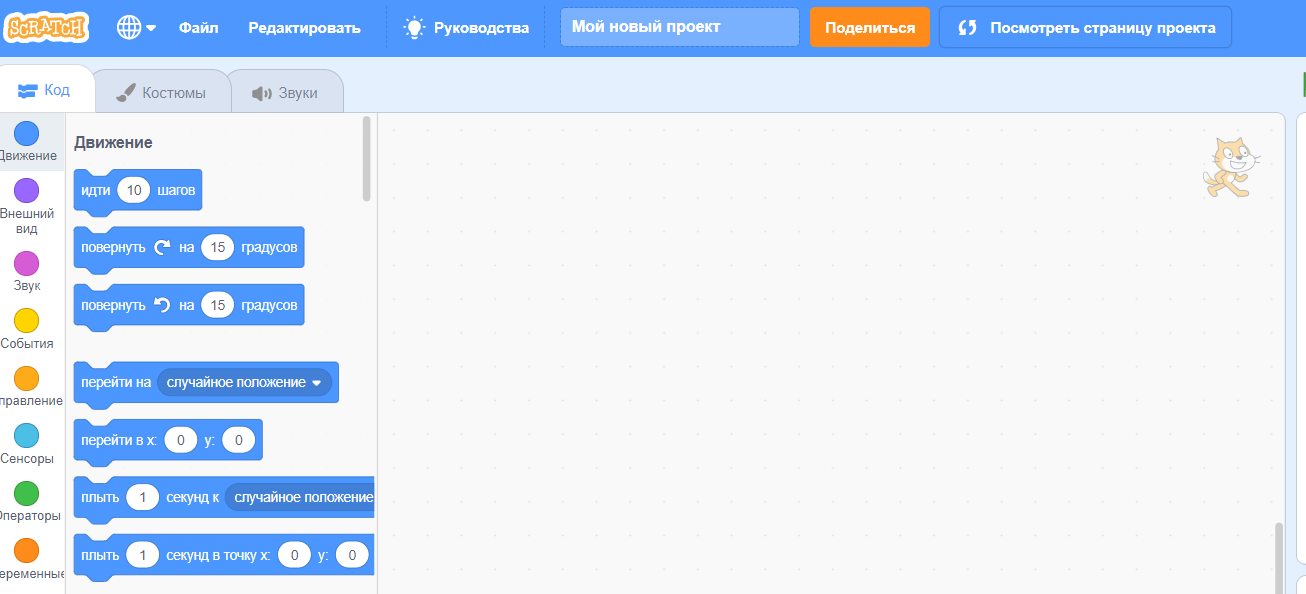 SCRATCH Файл Редактировать Руководства Мой новый проект Поделиться Посмотреть страницу проекта
Код Костюмы Звуки
Движение
Внешний
вид
Звук
События
правление
Сенсоры
Операторы
еременные
Движение
идти 10 шагов
повернуть на 15 градусов
повернуть на 15 градусов
перейти на случайное положение
перейти в x: 0 y: 0
плыть 1 секунд к случайное положение
плыть 1 секунд в точку x: 0 y: 0